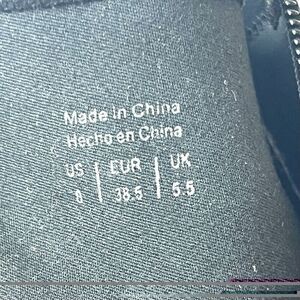 Made in China
Hecho en China
US | EUR | UK
8 | 38.5 | 5.5